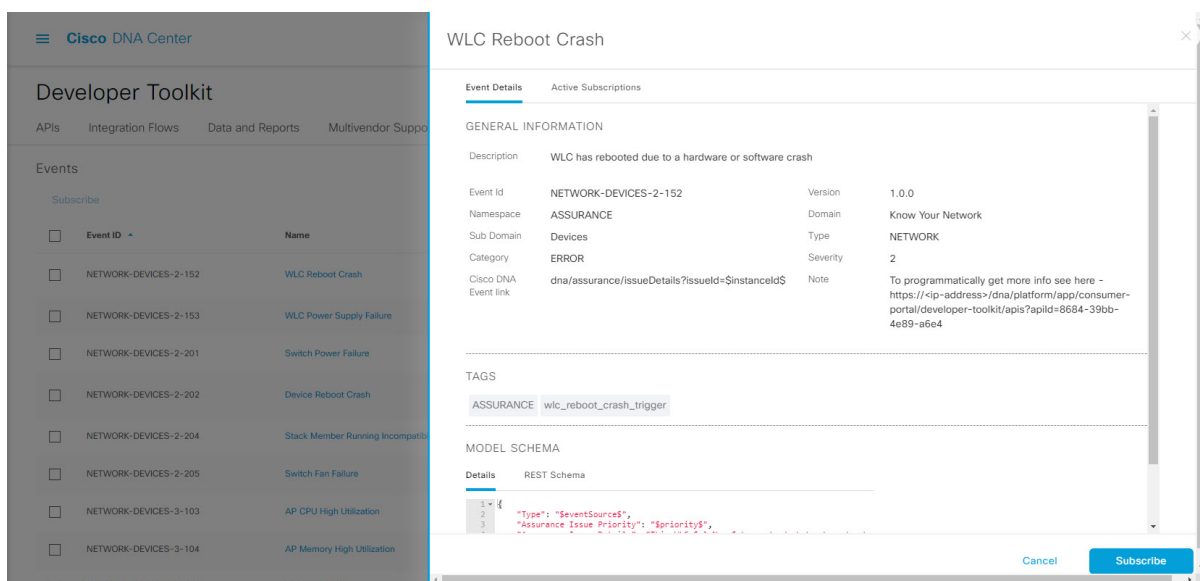 Cisco DNA Center
Developer Toolkit
APIs Integration Flows Data and Reports Multivendor Suppo
Events
Subscribe
Event ID Name
NETWORK-DEVICES-2-152 WLC Reboot Crash
NETWORK-DEVICES-2-153 WLC Power Supply Failure
NETWORK-DEVICES-2-201 Switch Power Failure
NETWORK-DEVICES-2-202 Device Reboot Crash
NETWORK-DEVICES-2-204 Stack Member Running Incompatib
NETWORK-DEVICES-2-205 Switch Fan Failure
NETWORK-DEVICES-3-103 AP CPU High Utilization
NETWORK-DEVICES-3-104 AP Memory High Utilization
WLC Reboot Crash
Event Details Active Subscriptions
GENERAL INFORMATION
Description WLC has rebooted due to a hardware or software crash
Event Id NETWORK-DEVICES-2-152 Version 1.0.0
Namespace ASSURANCE Domain Know Your Network
Sub Domain Devices Type NETWORK
Category ERROR Severity 2
Cisco DNA dna/assurance/issueDetails?issueId=$instanceId$ Note To programmatically get more info see here -
Event link https://<ip-address>/dna/platform/app/consumer-
portal/developer-toolkit/apis?apiId=8684-39bb-
4e89-a6e4
TAGS
ASSURANCE wlc_reboot_crash_trigger
MODEL SCHEMA
Details REST Schema
1 {
2 "Type": "$eventSource$",
3 "Assurance Issue Priority": "$priority$",
Cancel Subscribe